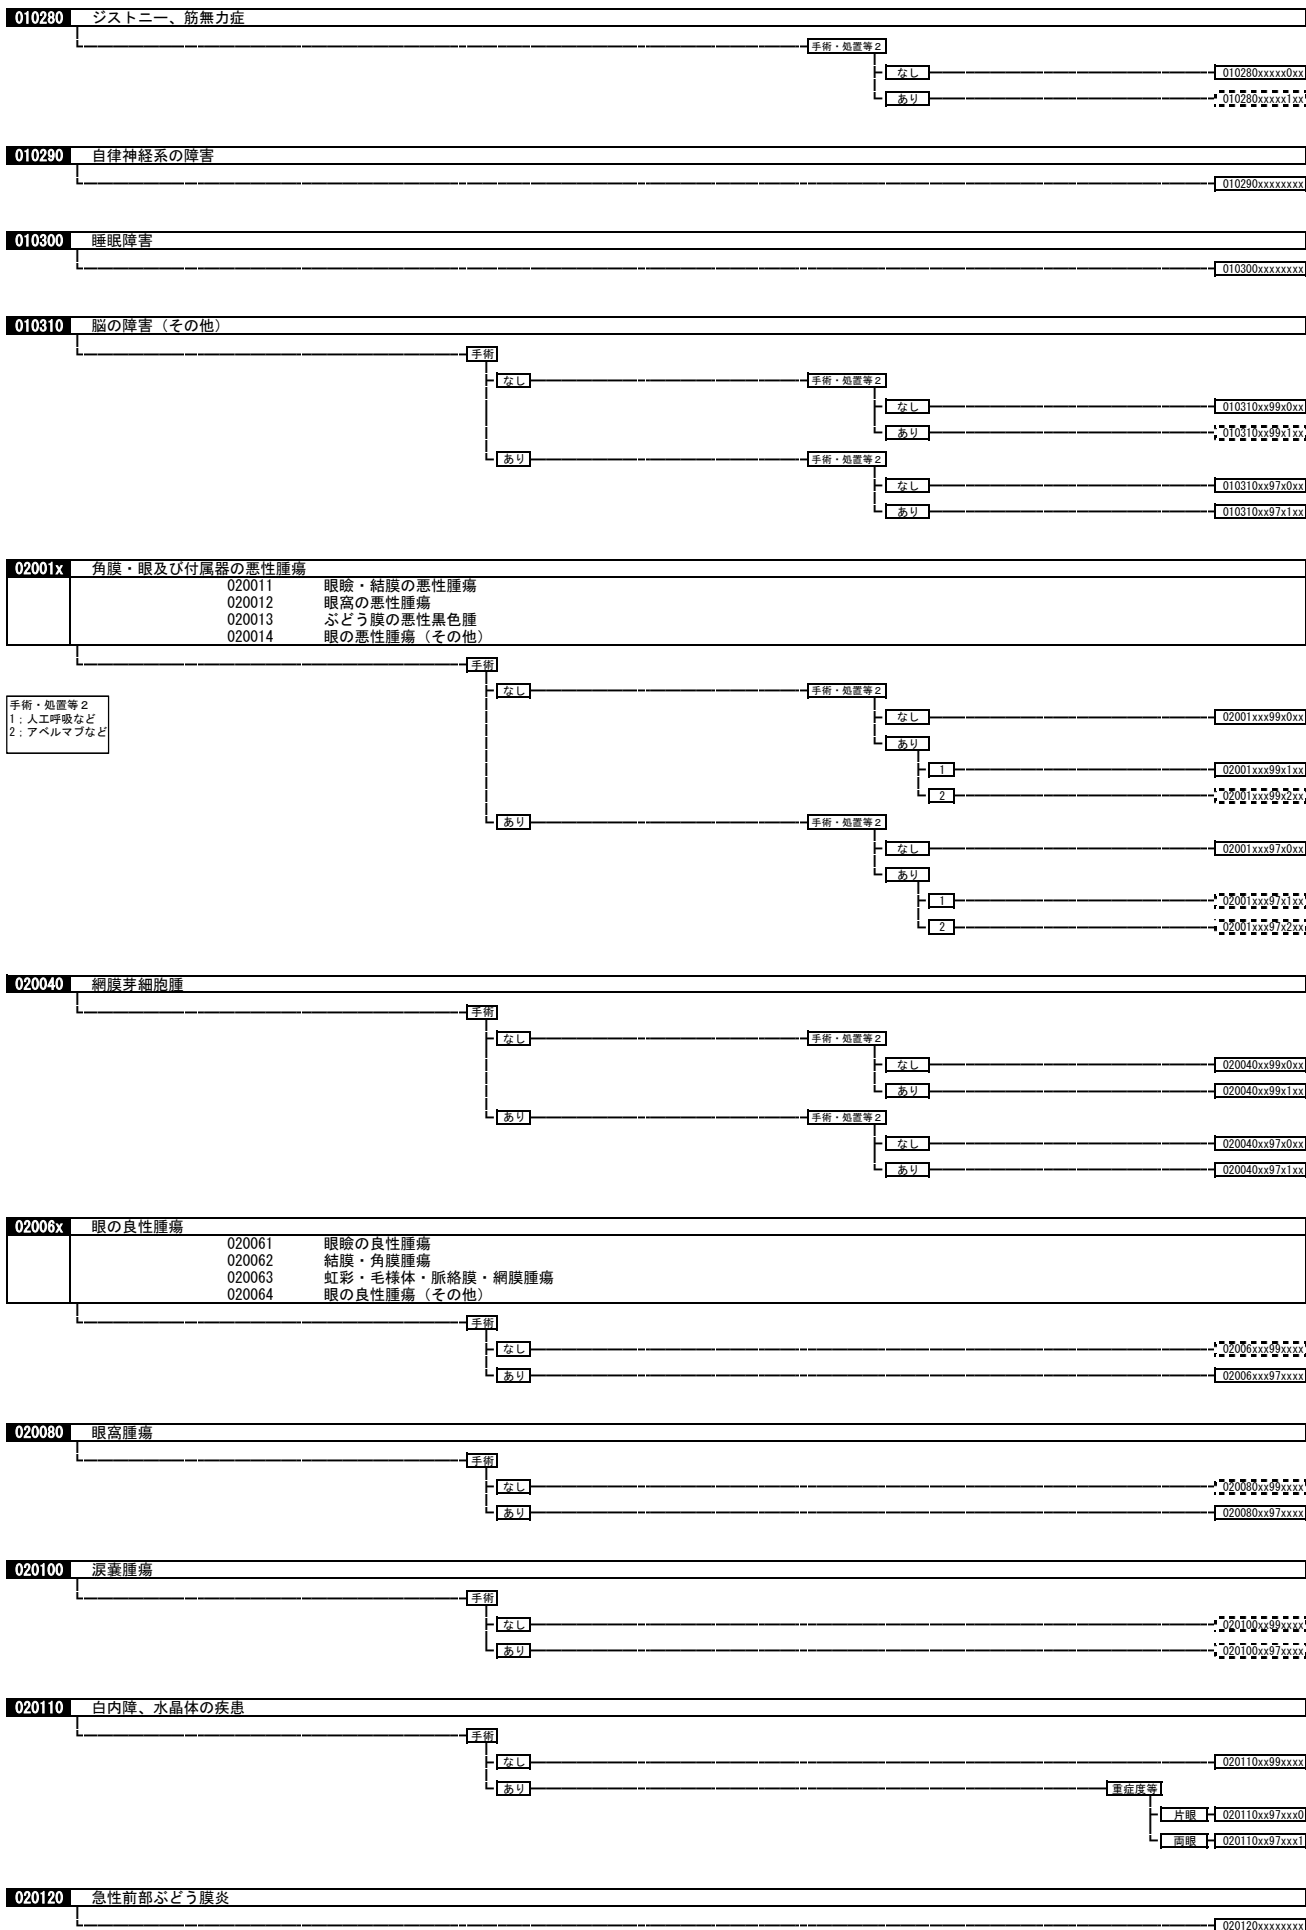 010280 ジストニー、筋無力症
手術・処置等2
なし 010280xxxxx0xx
あり 010280xxxxx1xx
010290 自律神経系の障害
010290xxxxxxxx
010300 睡眠障害
010300xxxxxxxx
010310 脳の障害（その他）
手術
なし 手術・処置等2
なし 010310xx99x0xx
あり 010310xx99x1xx
あり 手術・処置等2
なし 010310xx97x0xx
あり 010310xx97x1xx
02001x 角膜・眼及び付属器の悪性腫瘍
020011 眼瞼・結膜の悪性腫瘍
020012 眼窩の悪性腫瘍
020013 ぶどう膜の悪性黒色腫
020014 眼の悪性腫瘍（その他）
手術
なし 手術・処置等2
手術・処置等2
1：人工呼吸など
2：アベルマブなど
なし 02001xxx99x0xx
あり
1 02001xxx99x1xx
2 02001xxx99x2xx
あり 手術・処置等2
なし 02001xxx97x0xx
あり
1 02001xxx97x1xx
2 02001xxx97x2xx
020040 網膜芽細胞腫
手術
なし 手術・処置等2
なし 020040xx99x0xx
あり 020040xx99x1xx
あり 手術・処置等2
なし 020040xx97x0xx
あり 020040xx97x1xx
02006x 眼の良性腫瘍
020061 眼瞼の良性腫瘍
020062 結膜・角膜腫瘍
020063 虹彩・毛様体・脈絡膜・網膜腫瘍
020064 眼の良性腫瘍（その他）
手術
なし 02006xxx99xxxx
あり 02006xxx97xxxx
020080 眼窩腫瘍
手術
なし 020080xx99xxxx
あり 020080xx97xxxx
020100 涙嚢腫瘍
手術
なし 020100xx99xxxx
あり 020100xx97xxxx
020110 白内障、水晶体の疾患
手術
なし 020110xx99xxxx
あり 重症度等
片眼 020110xx97xxx0
両眼 020110xx97xxx1
020120 急性前部ぶどう膜炎
020120xxxxxxxx